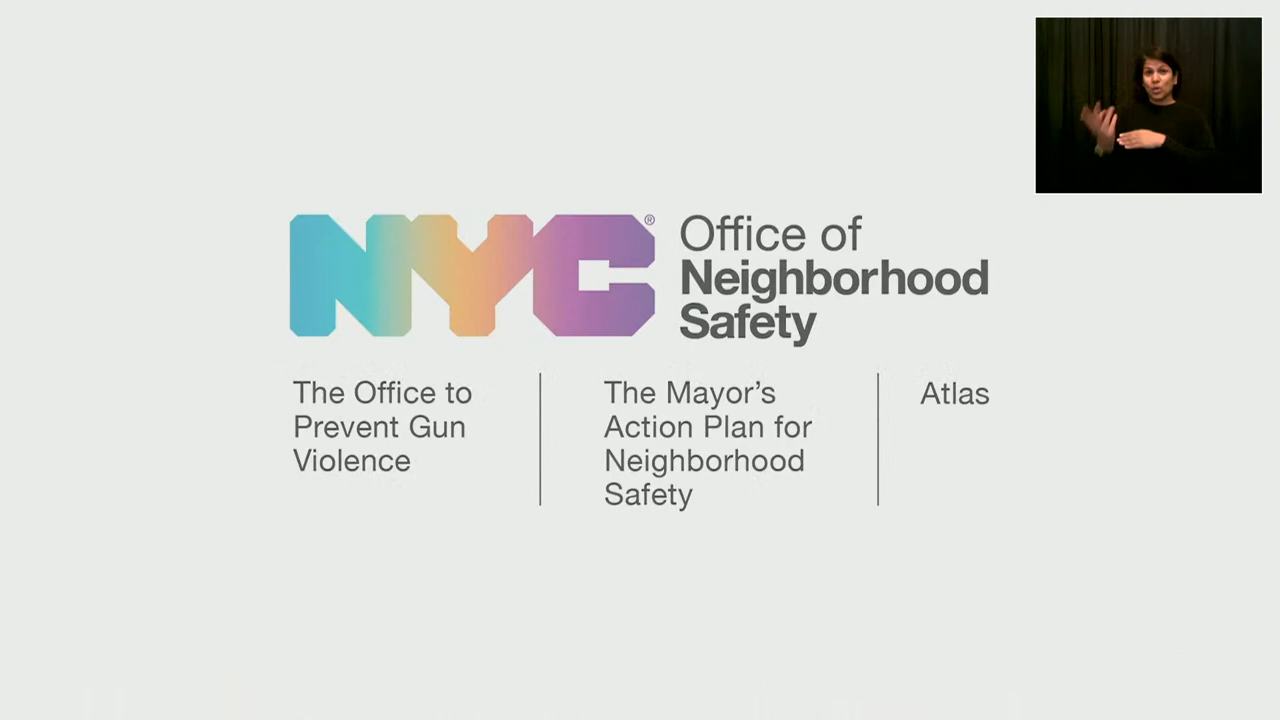 NYC®
Office of
Neighborhood
Safety
The Office to
Prevent Gun
Violence
The Mayor’s
Action Plan for
Neighborhood
Safety
Atlas